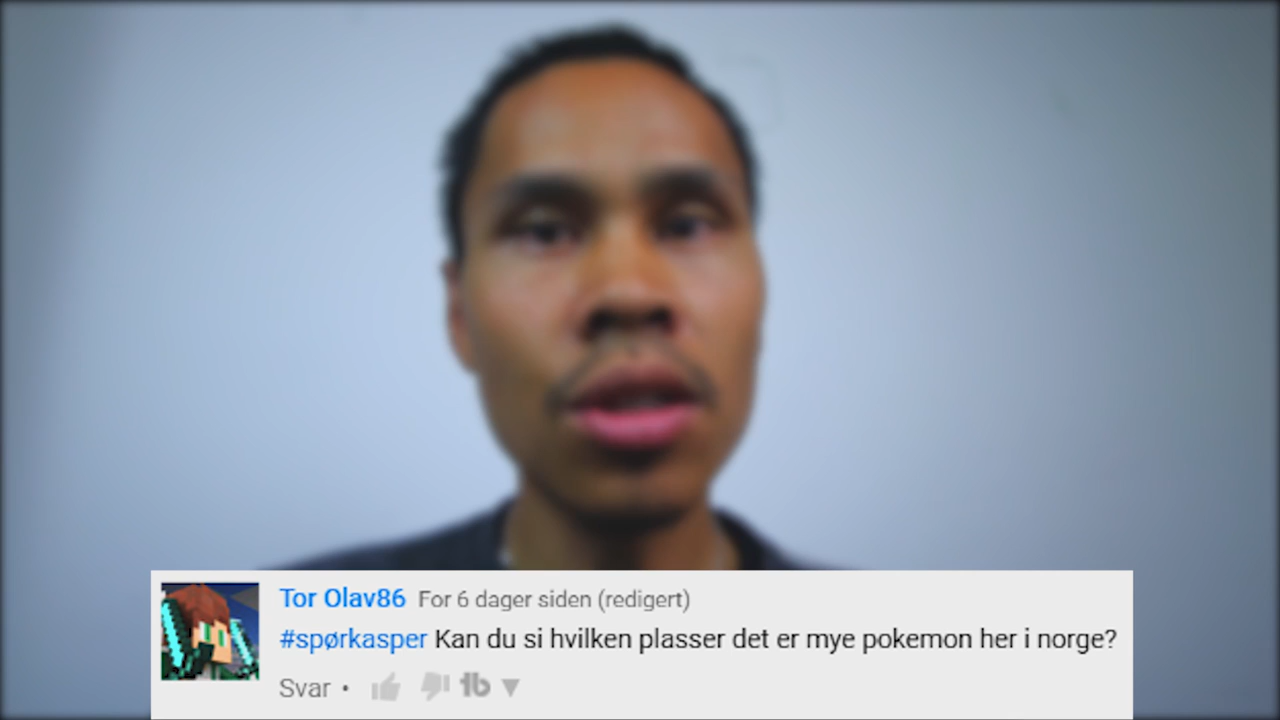 Tor Olav86 For 6 dager siden (redigert)
#spørkasper Kan du si hvilken plasser det er mye pokemon her i norge?
Svar •
tb